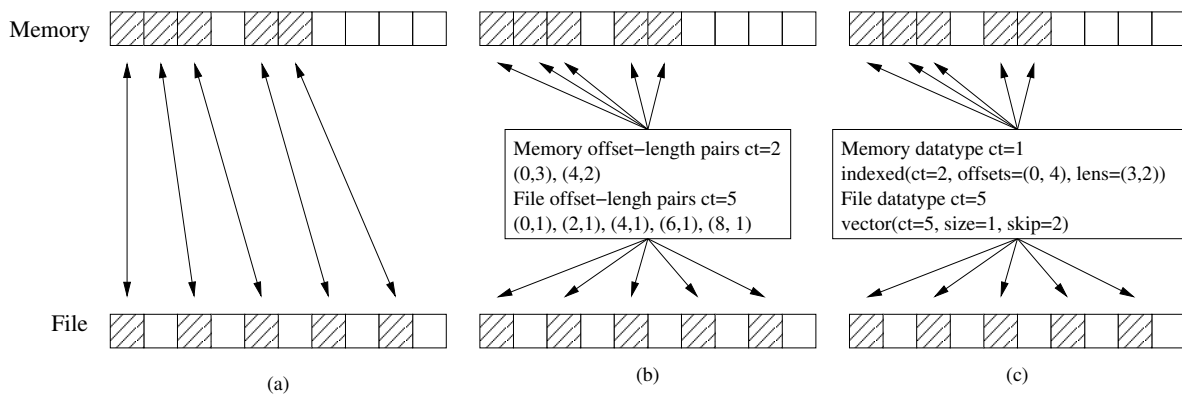 Memory
Memory offset−length pairs ct=2
(0,3), (4,2)
File offset−lengh pairs ct=5
(0,1), (2,1), (4,1), (6,1), (8, 1)
Memory datatype ct=1
indexed(ct=2, offsets=(0, 4), lens=(3,2))
File datatype ct=5
vector(ct=5, size=1, skip=2)
File
(a)
(b)
(c)